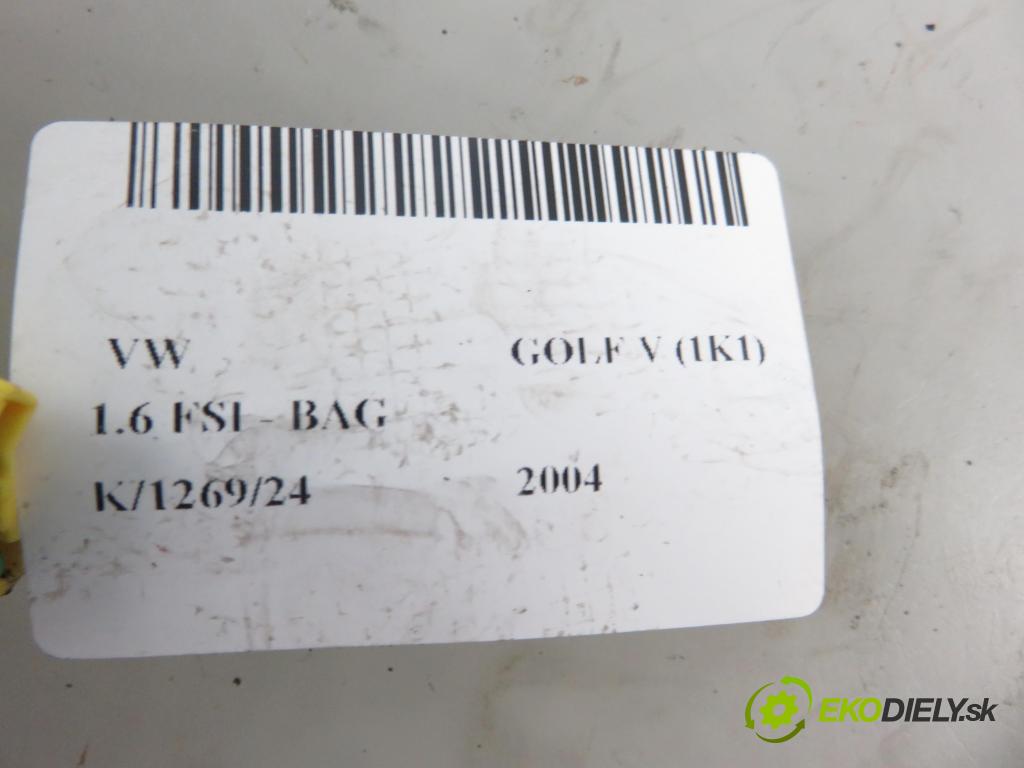 VW GOLF V (1K1)
1.6 FSI - BAG
K/1269/24 2004
EKODIELY.sk